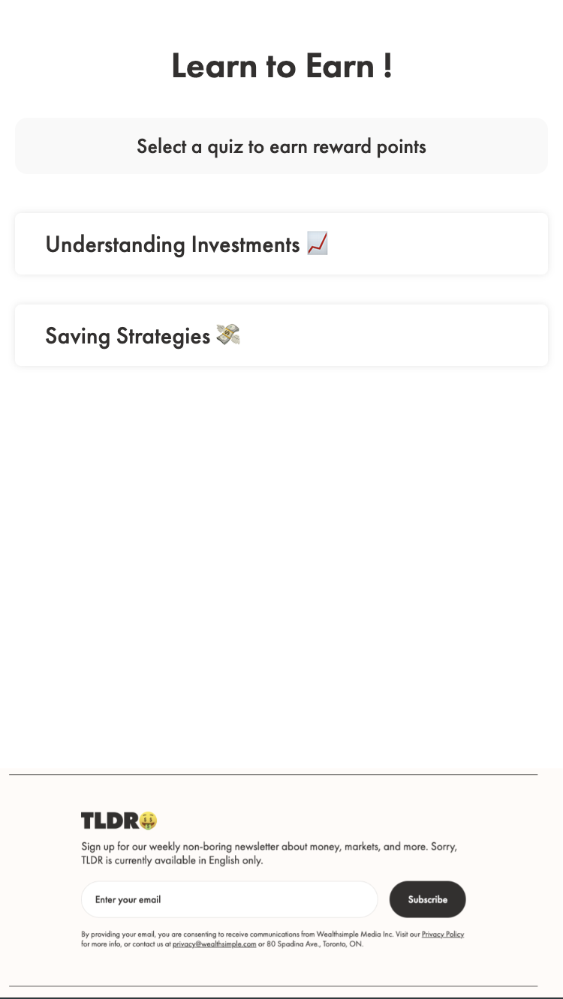 Learn to Earn !
Select a quiz to earn reward points
Understanding Investments 📈
Saving Strategies 💸
TLDR🤑
Sign up for our weekly non-boring newsletter about money, markets, and more. Sorry,
TLDR is currently available in English only.
Enter your email
Subscribe
By providing your email, you are consenting to receive communications from Wealthsimple Media Inc. Visit our Privacy Policy
for more info, or contact us at privacy@wealthsimple.com or 80 Spadina Ave., Toronto, ON.